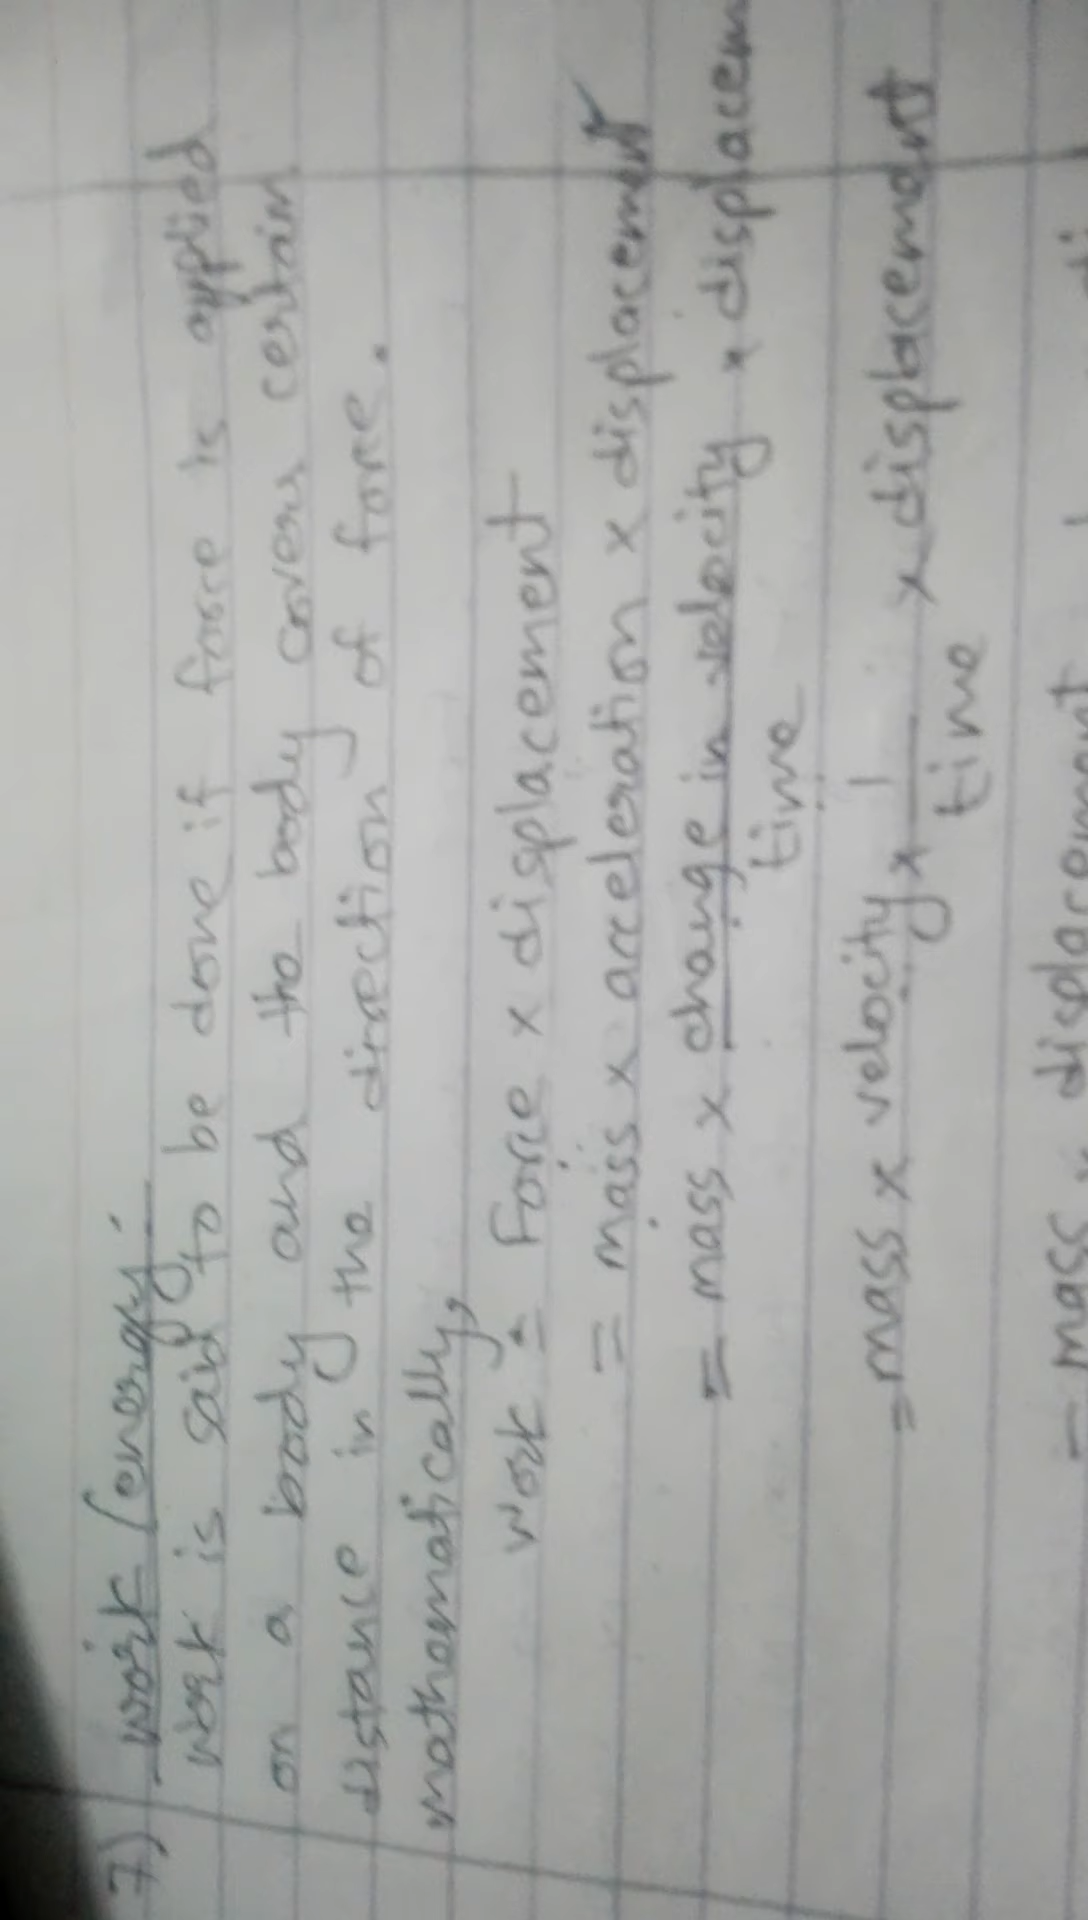 7) work (energy)
work is said to be done if force is applied
on a body and the body covers certain
distance in the direction of force.
mathematically,
work = Force x displacement
= mass x acceleration x displacement
= mass x change in velocity x displacem
time
= mass x velocity x 1 x displacement
time
= mass x displacement